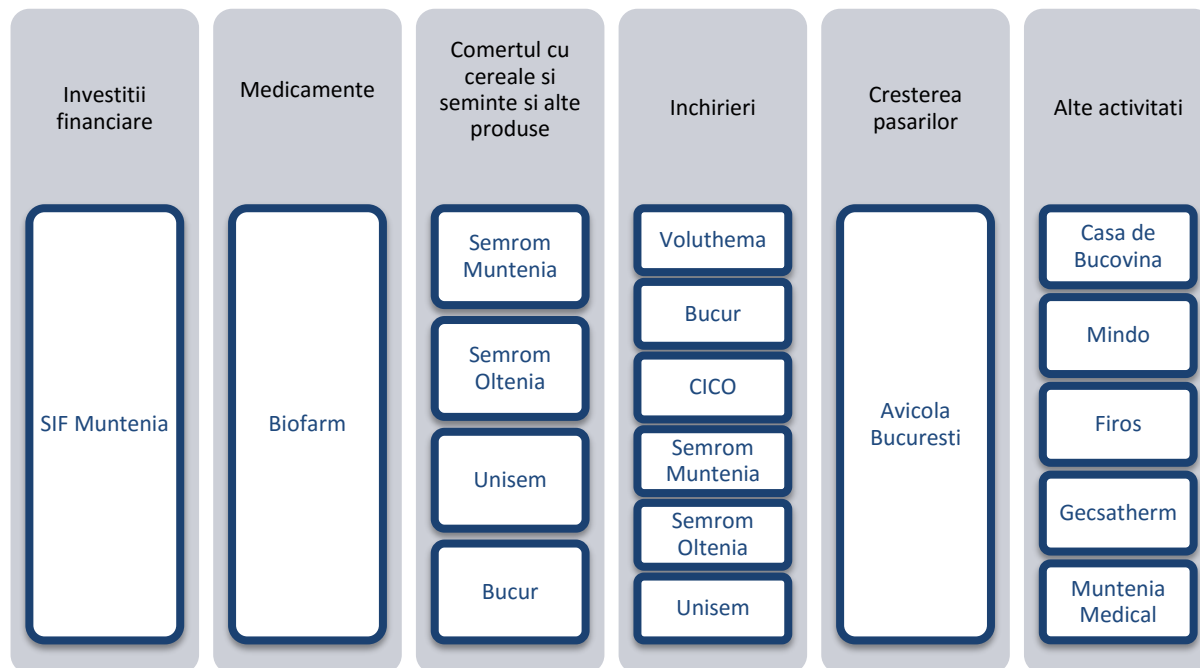 Investitii
financiare
SIF Muntenia
Medicamente
Biofarm
Comertul cu
cereale si
seminte si alte
produse
Semrom
Muntenia
Semrom
Oltenia
Unisem
Bucur
Inchirieri
Voluthema
Bucur
CICO
Semrom
Muntenia
Semrom
Oltenia
Unisem
Cresterea
pasarilor
Avicola
Bucuresti
Alte activitati
Casa de
Bucovina
Mindo
Firos
Gecsatherm
Muntenia
Medical